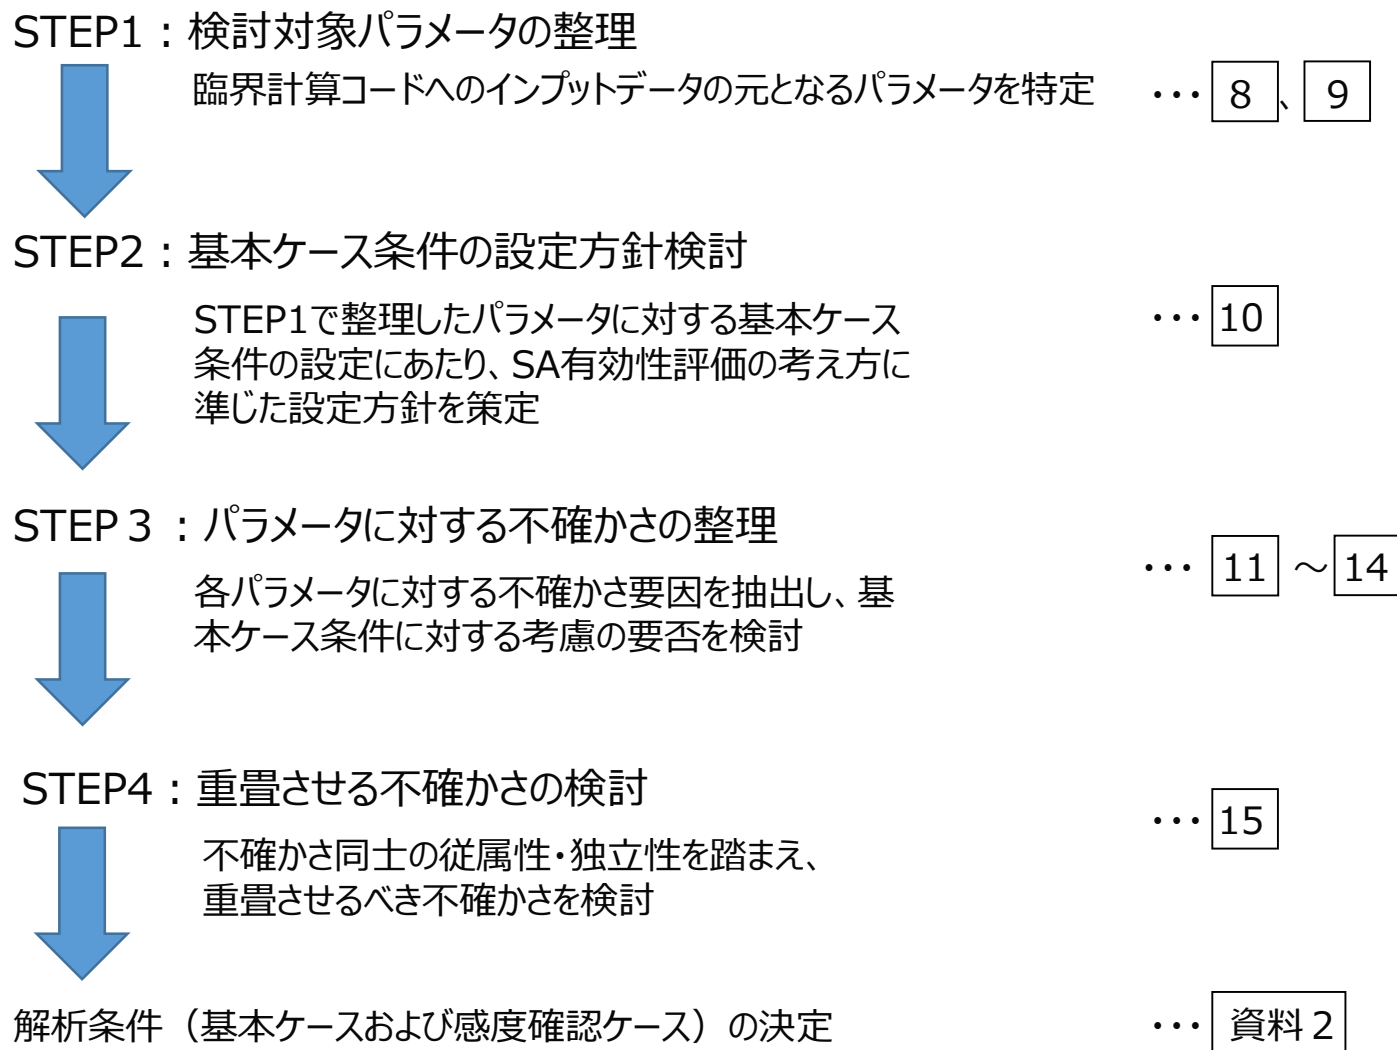 STEP1：検討対象パラメータの整理
臨界計算コードへのインプットデータの元となるパラメータを特定 ・・・ 8 、 9
STEP2：基本ケース条件の設定方針検討
STEP1で整理したパラメータに対する基本ケース ・・・ 10
条件の設定にあたり、SA有効性評価の考え方に
準じた設定方針を策定
STEP３：パラメータに対する不確かさの整理
・・・ 11 ～ 14
各パラメータに対する不確かさ要因を抽出し、基
本ケース条件に対する考慮の要否を検討
STEP4：重畳させる不確かさの検討
・・・ 15
不確かさ同士の従属性・独立性を踏まえ、
重畳させるべき不確かさを検討
解析条件（基本ケースおよび感度確認ケース）の決定 ・・・ 資料２